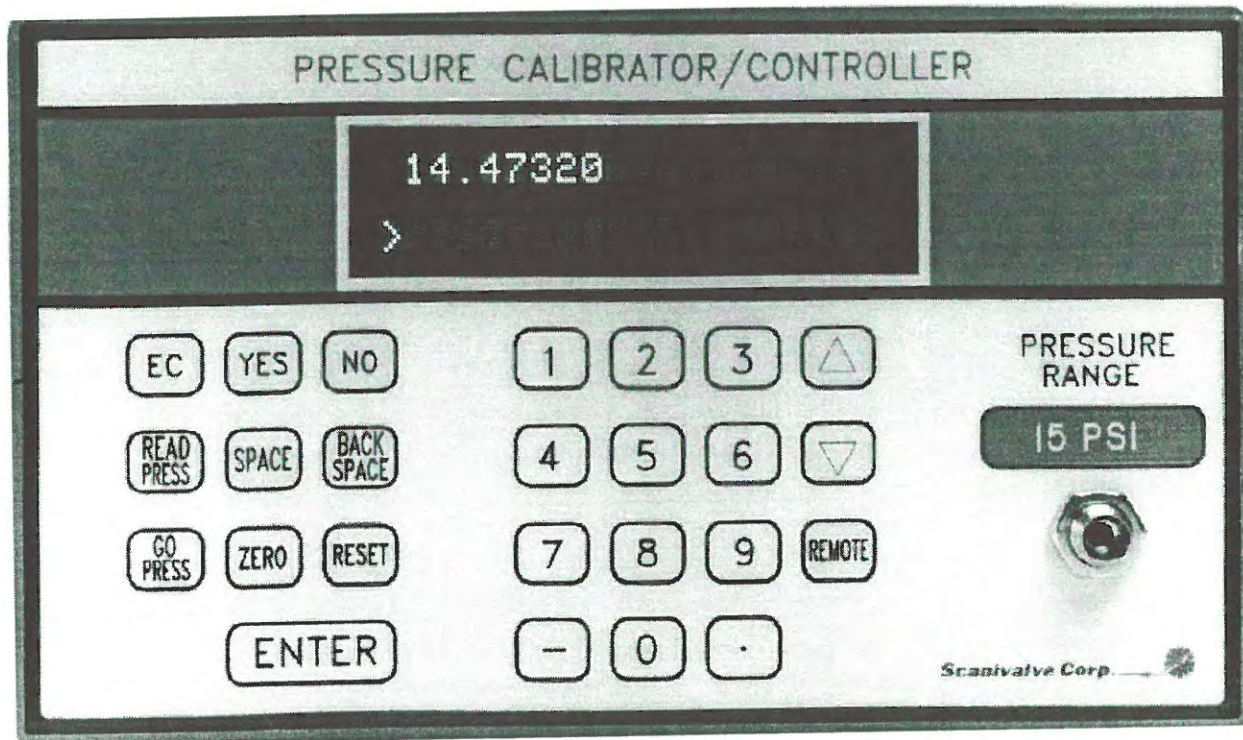 PRESSURE CALIBRATOR/CONTROLLER
14.47320
>
EC YES NO 1 2 3 △
PRESSURE
RANGE
READ
PRESS
SPACE
BACK
SPACE
4 5 6 ▽
15 PSI
GO
PRESS
ZERO RESET 7 8 9 REMOTE
ENTER - 0 .
Scanivalve Corp.